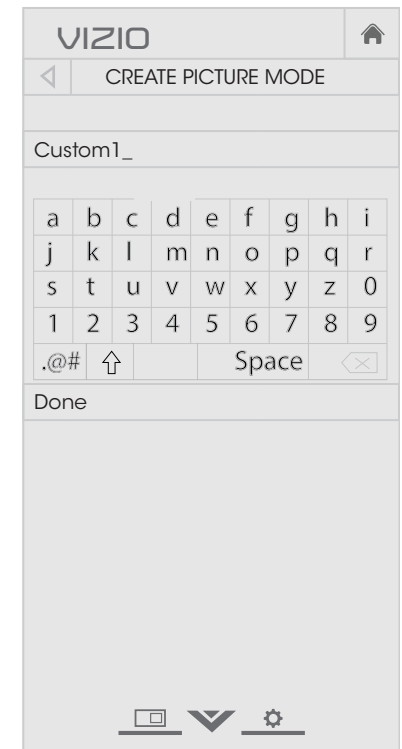 VIZIO
CREATE PICTURE MODE
Custom1_
a b c d e f g h i
j k l m n o p q r
s t u v w x y z 0
1 2 3 4 5 6 7 8 9
.@# Space
Done